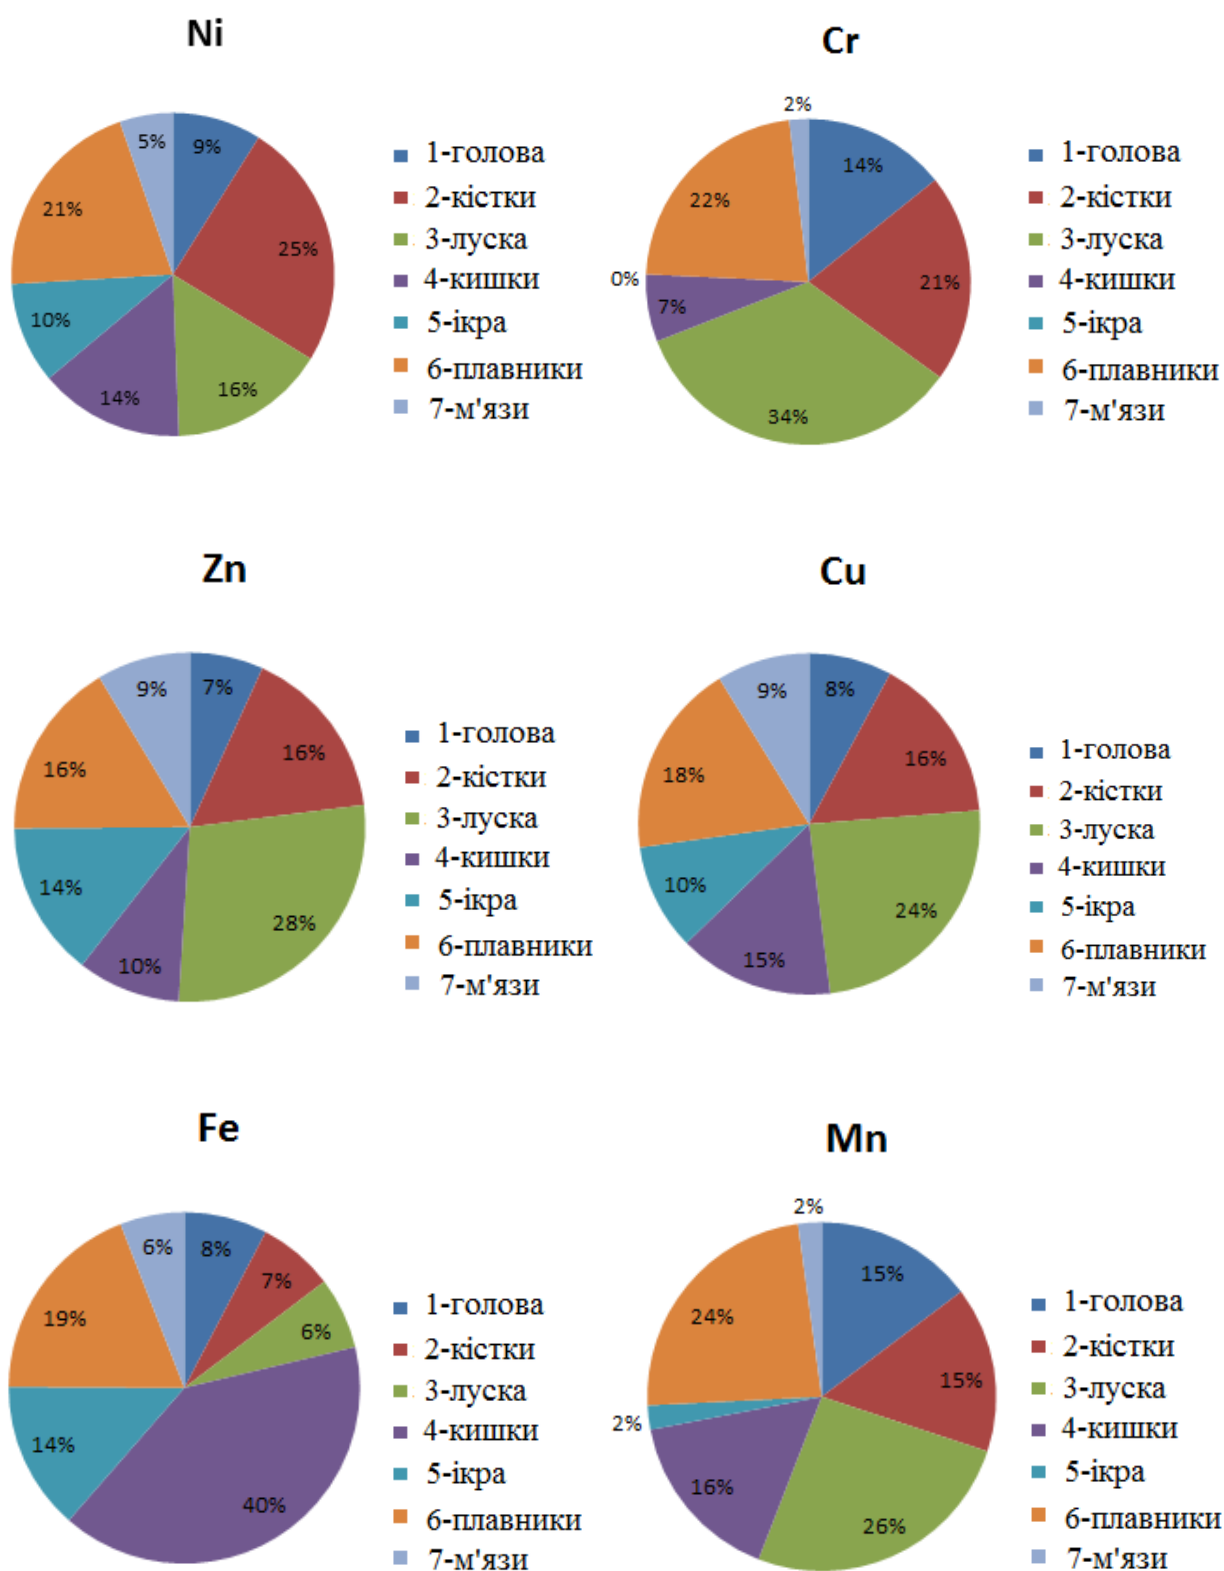 Ni
9%
25%
16%
14%
10%
21%
5%
1-голова
2-кістки
3-луска
4-кишки
5-ікра
6-плавники
7-м'язи
Cr
14%
21%
34%
7%
0%
22%
2%
1-голова
2-кістки
3-луска
4-кишки
5-ікра
6-плавники
7-м'язи
Zn
7%
16%
28%
10%
14%
16%
9%
1-голова
2-кістки
3-луска
4-кишки
5-ікра
6-плавники
7-м'язи
Cu
8%
16%
24%
15%
10%
18%
9%
1-голова
2-кістки
3-луска
4-кишки
5-ікра
6-плавники
7-м'язи
Fe
8%
7%
6%
40%
14%
19%
6%
1-голова
2-кістки
3-луска
4-кишки
5-ікра
6-плавники
7-м'язи
Mn
15%
15%
26%
16%
2%
24%
2%
1-голова
2-кістки
3-луска
4-кишки
5-ікра
6-плавники
7-м'язи